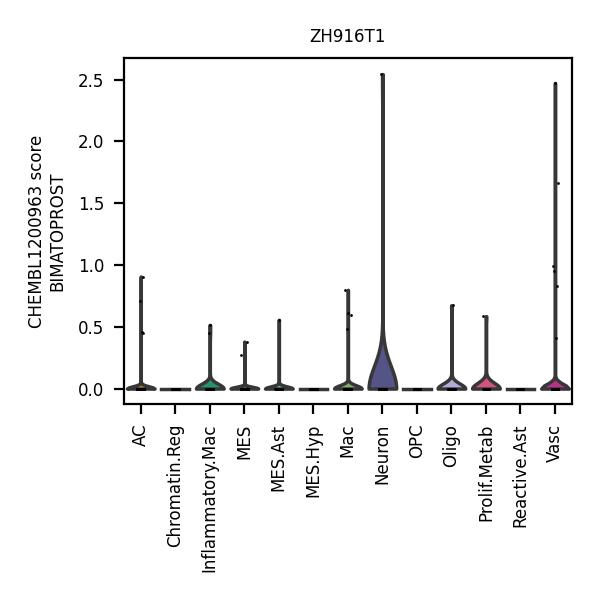 ZH916T1
CHEMBL1200963 score
BIMATOPROST
2.5
2.0
1.5
1.0
0.5
0.0
AC
Chromatin.Reg
Inflammatory.Mac
MES
MES.Ast
MES.Hyp
Mac
Neuron
OPC
Oligo
Prolif.Metab
Reactive.Ast
Vasc